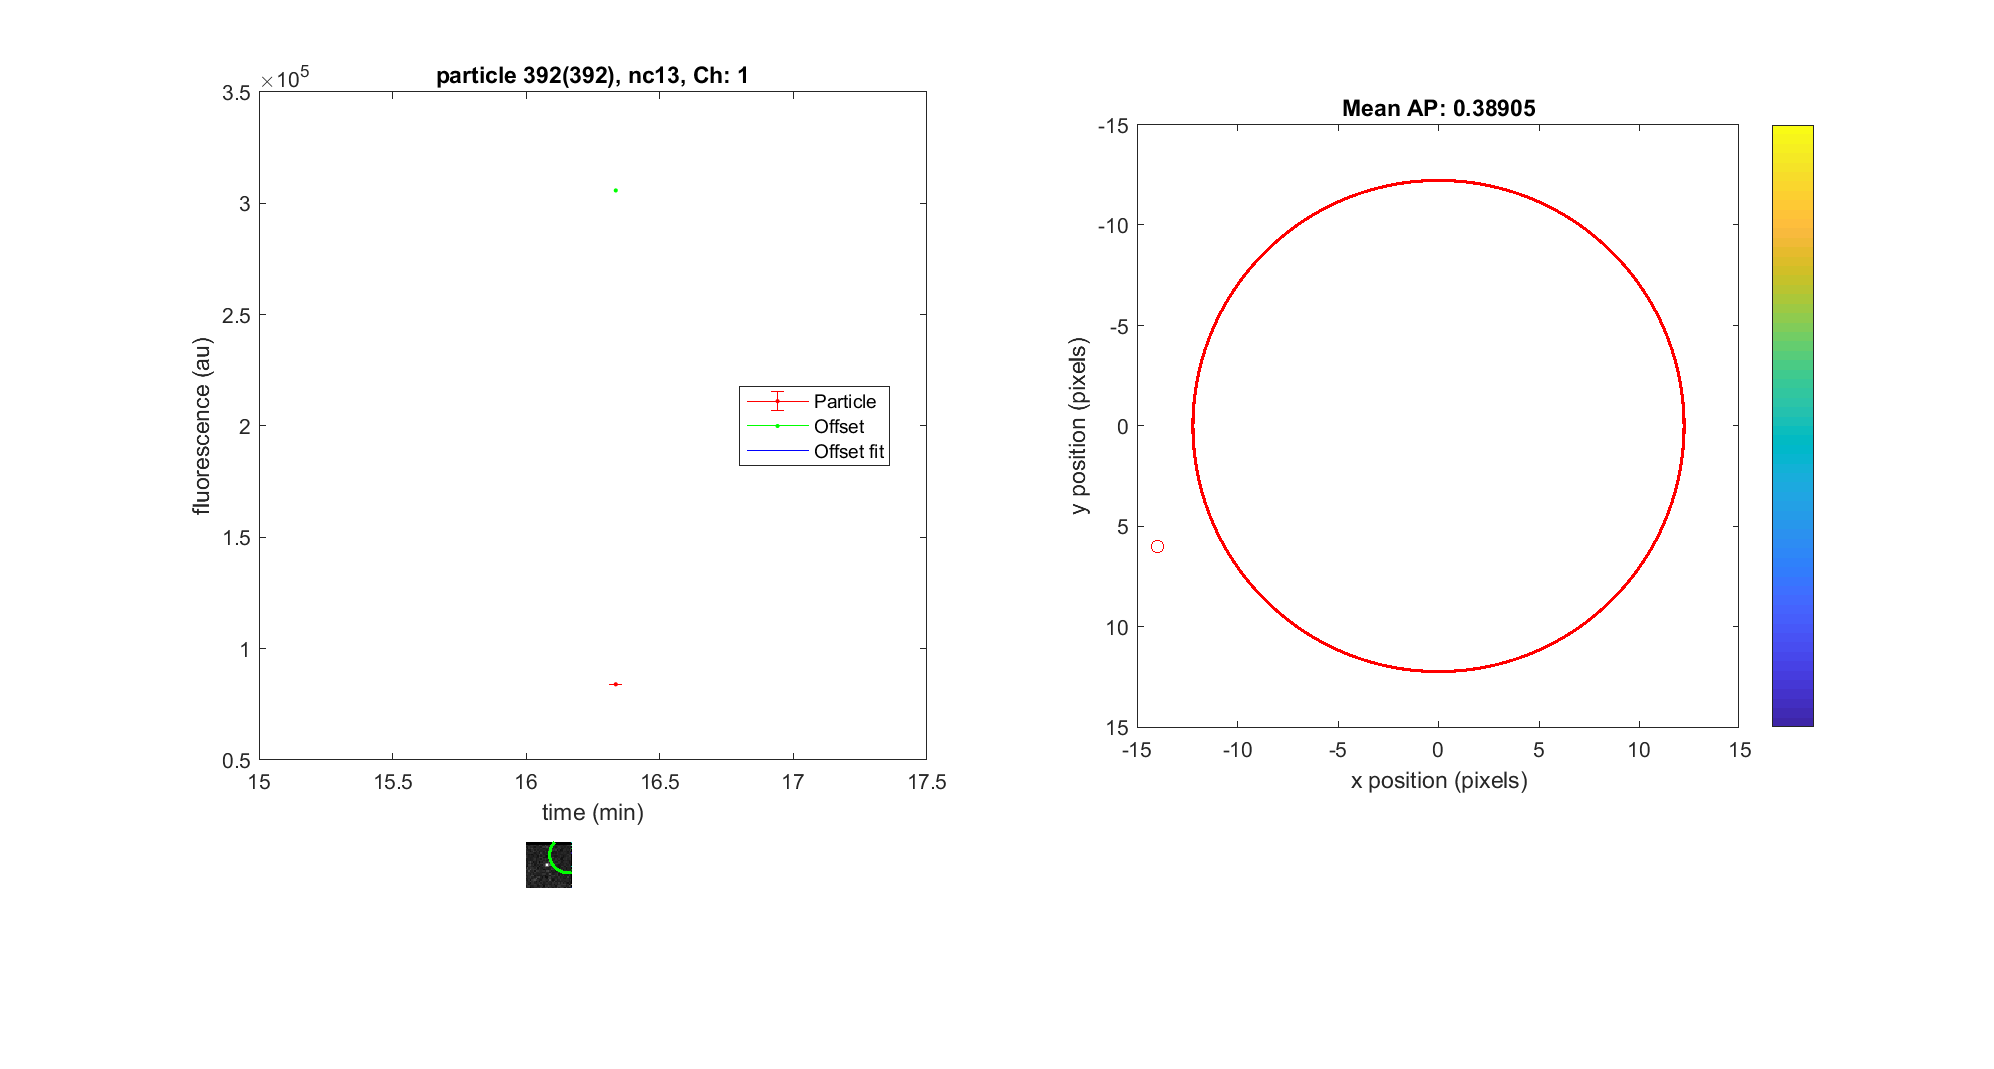 particle 392(392), nc13, Ch: 1
×10^5
3.5
3
2.5
2
1.5
1
0.5
fluorescence (au)
Particle
Offset
Offset fit
15 15.5 16 16.5 17 17.5
time (min)
Mean AP: 0.38905
-15
-10
-5
0
5
10
15
y position (pixels)
-15 -10 -5 0 5 10 15
x position (pixels)